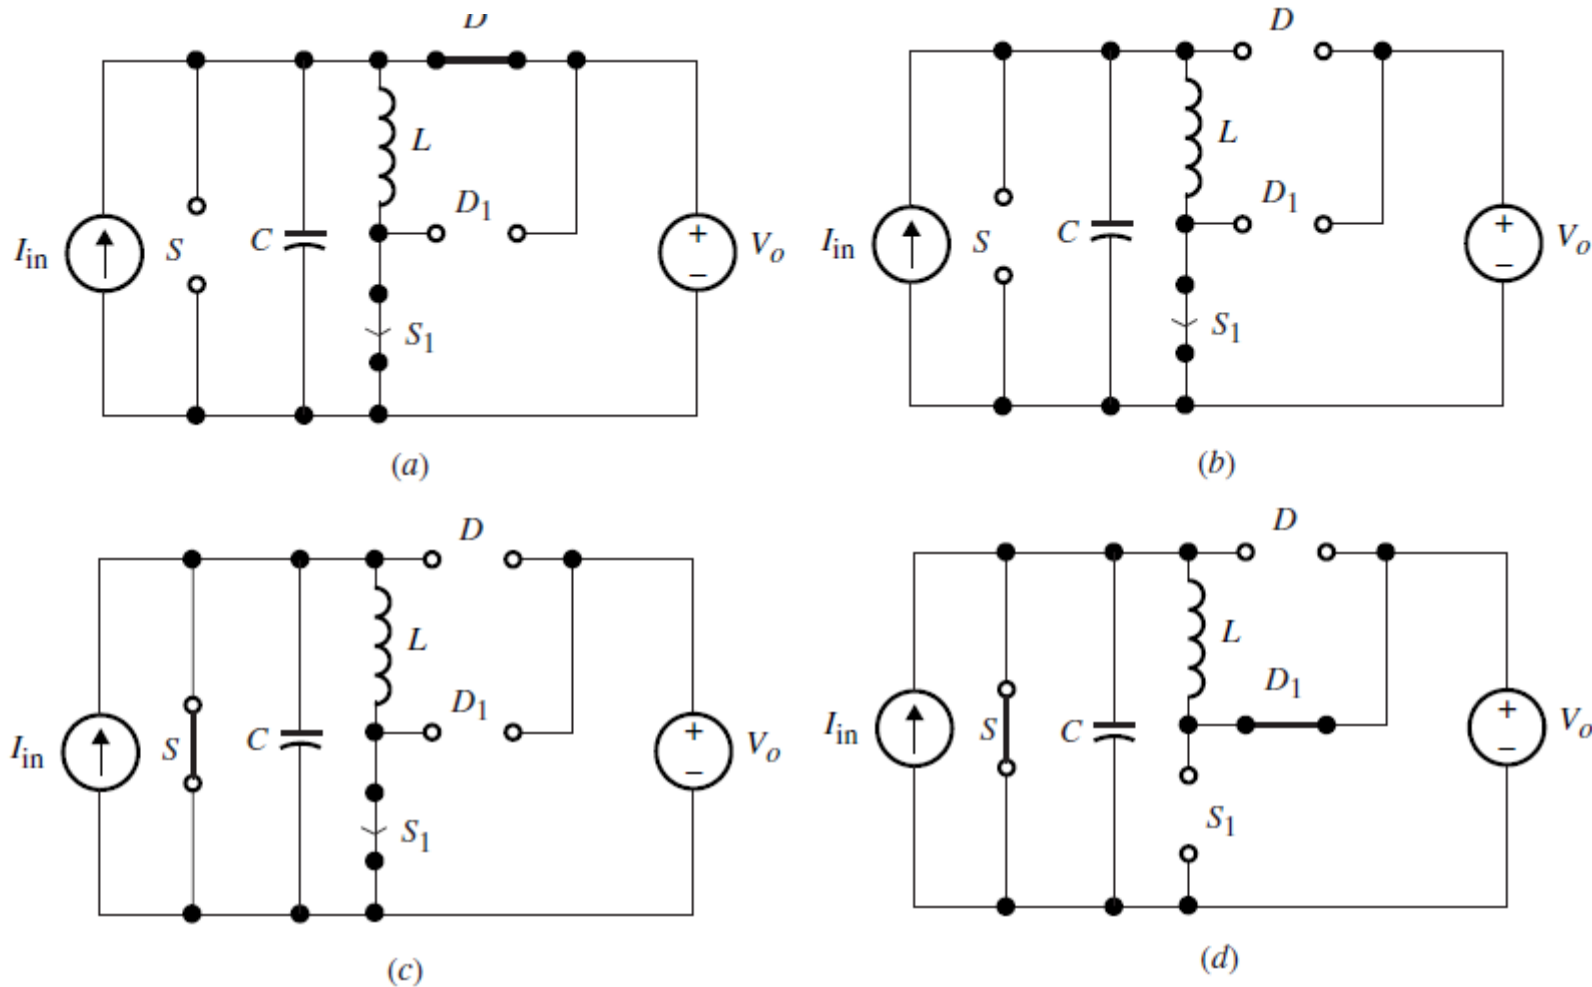 D
L
D1
Iin
S
C
+
−
Vo
S1
(a)
D
L
D1
Iin
S
C
+
−
Vo
S1
(b)
D
L
D1
Iin
S
C
+
−
Vo
S1
(c)
D
L
D1
Iin
S
C
+
−
Vo
S1
(d)